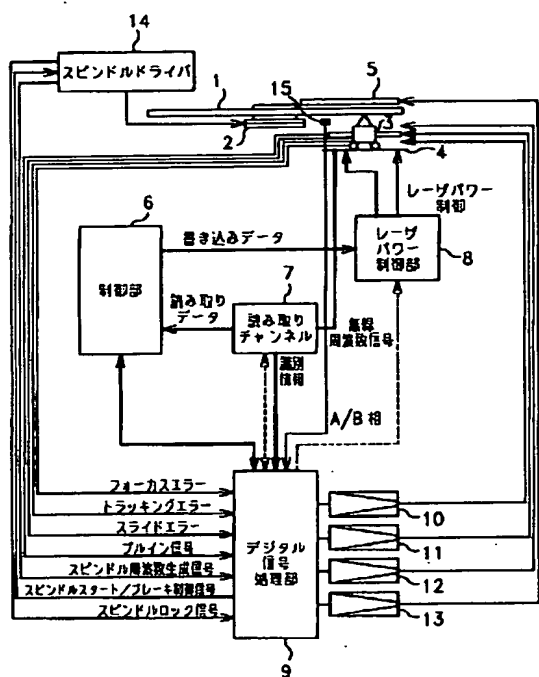 14
スピンドルドライバ
1
5
15
3
2
4
6
レーザパワー
制御
書き込みデータ
レーザ
パワー
制御部
8
制御部
7
読み取り
データ
読み取り
チャンネル
無線
周波数信号
識別
情報
A/B相
フォーカスエラー
トラッキングエラー
スライドエラー
プルイン信号
スピンドル周波数生成信号
スピンドルスタート/ブレーキ制御信号
スピンドルロック信号
デジタル
信号
処理部
10
11
12
13
9